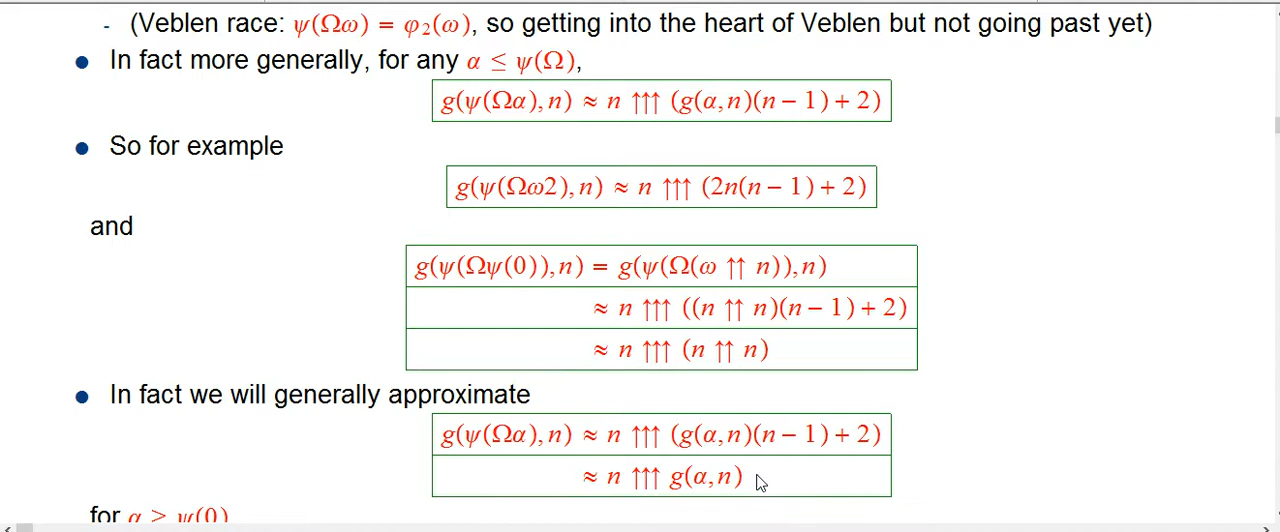 - (Veblen race: ψ(Ωω) = φ₂(ω), so getting into the heart of Veblen but not going past yet)
● In fact more generally, for any α ≤ ψ(Ω),
g(ψ(Ωα), n) ≈ n ↑↑↑ (g(α, n)(n − 1) + 2)
● So for example
g(ψ(Ωω2), n) ≈ n ↑↑↑ (2n(n − 1) + 2)
and
g(ψ(Ωψ(0)), n) = g(ψ(Ω(ω ↑↑ n)), n)
≈ n ↑↑↑ ((n ↑↑ n)(n − 1) + 2)
≈ n ↑↑↑ (n ↑↑ n)
● In fact we will generally approximate
g(ψ(Ωα), n) ≈ n ↑↑↑ (g(α, n)(n − 1) + 2)
≈ n ↑↑↑ g(α, n)
for α ≥ ψ(0)